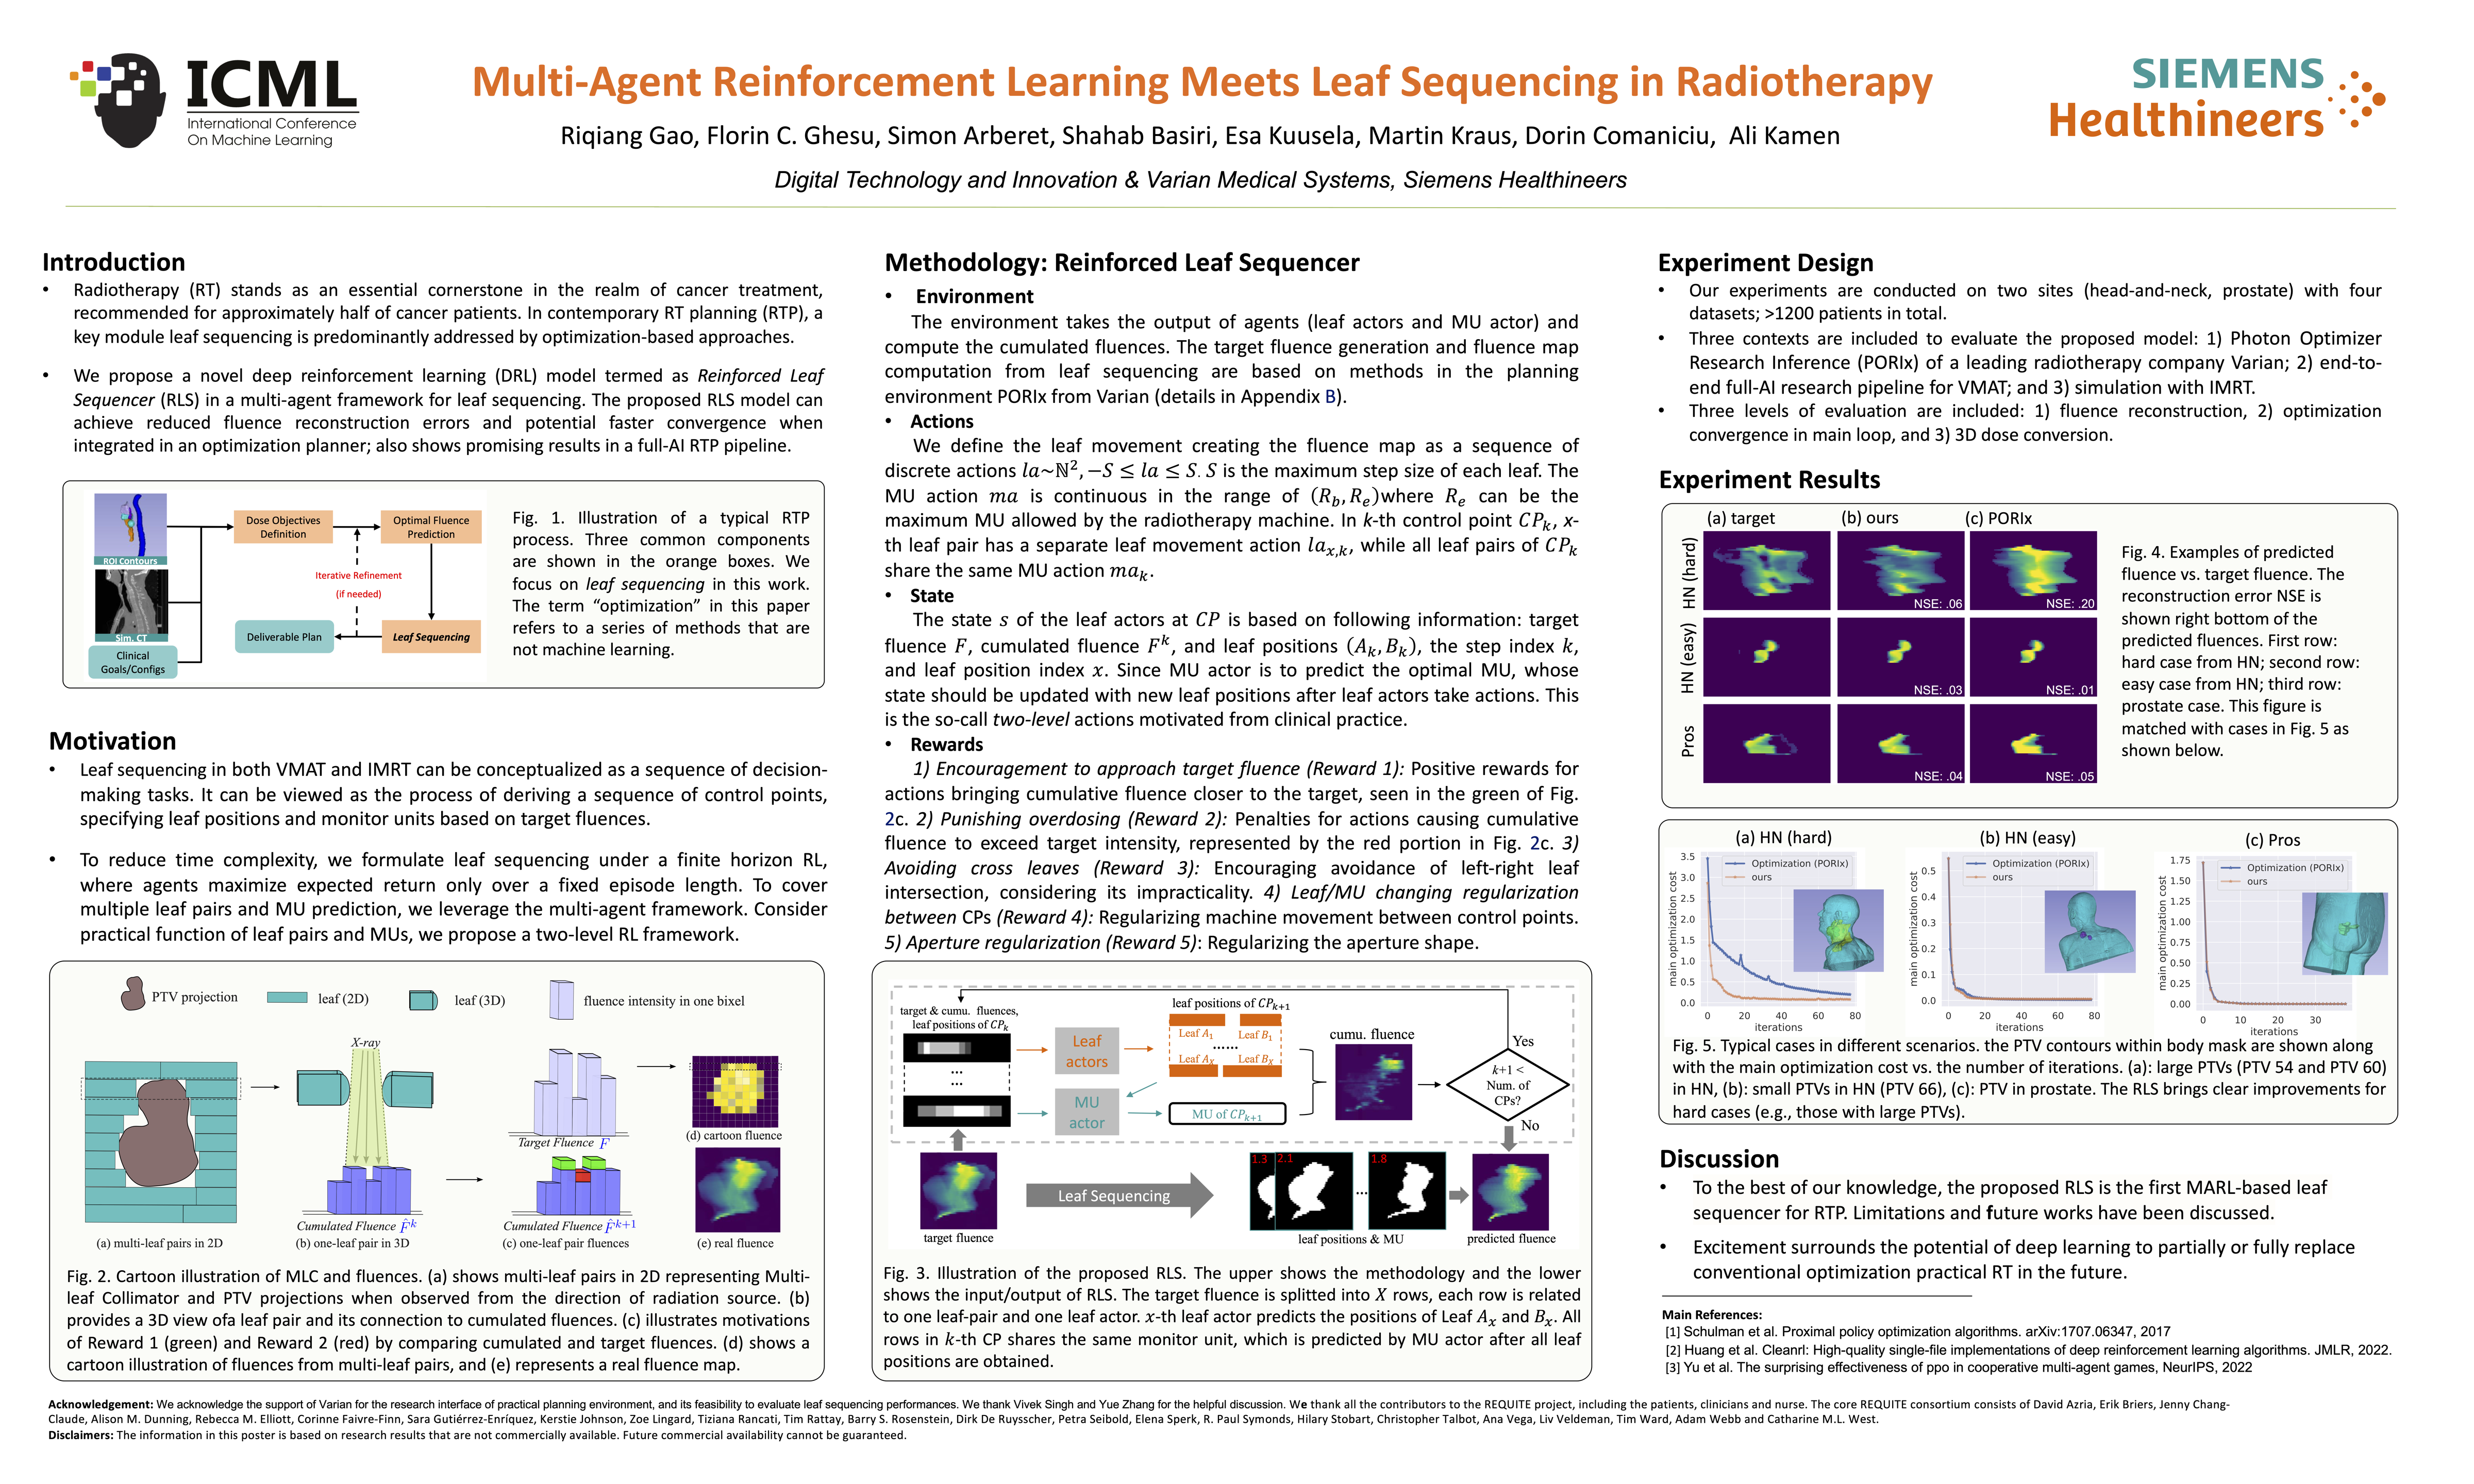 ICML
International Conference
On Machine Learning
Multi-Agent Reinforcement Learning Meets Leaf Sequencing in Radiotherapy
Riqiang Gao, Florin C. Ghesu, Simon Arberet, Shahab Basiri, Esa Kuusela, Martin Kraus, Dorin Comaniciu, Ali Kamen
Digital Technology and Innovation & Varian Medical Systems, Siemens Healthineers
SIEMENS
Healthineers
Introduction
• Radiotherapy (RT) stands as an essential cornerstone in the realm of cancer treatment,
recommended for approximately half of cancer patients. In contemporary RT planning (RTP), a
key module leaf sequencing is predominantly addressed by optimization-based approaches.
• We propose a novel deep reinforcement learning (DRL) model termed as Reinforced Leaf
Sequencer (RLS) in a multi-agent framework for leaf sequencing. The proposed RLS model can
achieve reduced fluence reconstruction errors and potential faster convergence when
integrated in an optimization planner; also shows promising results in a full-AI RTP pipeline.
ROI Contours
Sim. CT
Clinical
Goals/Configs
Dose Objectives
Definition
Optimal Fluence
Prediction
Iterative Refinement
(if needed)
Deliverable Plan
Leaf Sequencing
Fig. 1. Illustration of a typical RTP
process. Three common components
are shown in the orange boxes. We
focus on leaf sequencing in this work.
The term “optimization” in this paper
refers to a series of methods that are
not machine learning.
Motivation
• Leaf sequencing in both VMAT and IMRT can be conceptualized as a sequence of decision-
making tasks. It can be viewed as the process of deriving a sequence of control points,
specifying leaf positions and monitor units based on target fluences.
• To reduce time complexity, we formulate leaf sequencing under a finite horizon RL,
where agents maximize expected return only over a fixed episode length. To cover
multiple leaf pairs and MU prediction, we leverage the multi-agent framework. Consider
practical function of leaf pairs and MUs, we propose a two-level RL framework.
PTV projection
leaf (2D)
leaf (3D)
fluence intensity in one bixel
X-ray
Target Fluence F
(d) cartoon fluence
Cumulated Fluence F̂^k
Cumulated Fluence F̂^{k+1}
(a) multi-leaf pairs in 2D
(b) one-leaf pair in 3D
(c) one-leaf pair fluences
(e) real fluence
Fig. 2. Cartoon illustration of MLC and fluences. (a) shows multi-leaf pairs in 2D representing Multi-
leaf Collimator and PTV projections when observed from the direction of radiation source. (b)
provides a 3D view ofa leaf pair and its connection to cumulated fluences. (c) illustrates motivations
of Reward 1 (green) and Reward 2 (red) by comparing cumulated and target fluences. (d) shows a
cartoon illustration of fluences from multi-leaf pairs, and (e) represents a real fluence map.
Methodology: Reinforced Leaf Sequencer
• Environment
The environment takes the output of agents (leaf actors and MU actor) and
compute the cumulated fluences. The target fluence generation and fluence map
computation from leaf sequencing are based on methods in the planning
environment PORIx from Varian (details in Appendix B).
• Actions
We define the leaf movement creating the fluence map as a sequence of
discrete actions la~ℕ², −S ≤ la ≤ S. S is the maximum step size of each leaf. The
MU action ma is continuous in the range of (R_b, R_e)where R_e can be the
maximum MU allowed by the radiotherapy machine. In k-th control point CP_k, x-
th leaf pair has a separate leaf movement action la_{x,k}, while all leaf pairs of CP_k
share the same MU action ma_k.
• State
The state s of the leaf actors at CP is based on following information: target
fluence F, cumulated fluence F^k, and leaf positions (A_k, B_k), the step index k,
and leaf position index x. Since MU actor is to predict the optimal MU, whose
state should be updated with new leaf positions after leaf actors take actions. This
is the so-call two-level actions motivated from clinical practice.
• Rewards
1) Encouragement to approach target fluence (Reward 1): Positive rewards for
actions bringing cumulative fluence closer to the target, seen in the green of Fig.
2c. 2) Punishing overdosing (Reward 2): Penalties for actions causing cumulative
fluence to exceed target intensity, represented by the red portion in Fig. 2c. 3)
Avoiding cross leaves (Reward 3): Encouraging avoidance of left-right leaf
intersection, considering its impracticality. 4) Leaf/MU changing regularization
between CPs (Reward 4): Regularizing machine movement between control points.
5) Aperture regularization (Reward 5): Regularizing the aperture shape.
target & cumu. fluences,
leaf positions of CP_k
...
...
Leaf
actors
MU
actor
leaf positions of CP_{k+1}
Leaf A_1
Leaf B_1
......
Leaf A_X
Leaf B_X
MU of CP_{k+1}
cumu. fluence
Yes
k+1 <
Num. of
CPs?
No
Leaf Sequencing
1.3
2.1
...
1.8
target fluence
leaf positions & MU
predicted fluence
Fig. 3. Illustration of the proposed RLS. The upper shows the methodology and the lower
shows the input/output of RLS. The target fluence is splitted into X rows, each row is related
to one leaf-pair and one leaf actor. x-th leaf actor predicts the positions of Leaf A_x and B_x. All
rows in k-th CP shares the same monitor unit, which is predicted by MU actor after all leaf
positions are obtained.
Experiment Design
• Our experiments are conducted on two sites (head-and-neck, prostate) with four
datasets; >1200 patients in total.
• Three contexts are included to evaluate the proposed model: 1) Photon Optimizer
Research Inference (PORIx) of a leading radiotherapy company Varian; 2) end-to-
end full-AI research pipeline for VMAT; and 3) simulation with IMRT.
• Three levels of evaluation are included: 1) fluence reconstruction, 2) optimization
convergence in main loop, and 3) 3D dose conversion.
Experiment Results
(a) target
(b) ours
(c) PORIx
HN (hard)
NSE: .06
NSE: .20
HN (easy)
NSE: .03
NSE: .01
Pros
NSE: .04
NSE: .05
Fig. 4. Examples of predicted
fluence vs. target fluence. The
reconstruction error NSE is
shown right bottom of the
predicted fluences. First row:
hard case from HN; second row:
easy case from HN; third row:
prostate case. This figure is
matched with cases in Fig. 5 as
shown below.
(a) HN (hard)
main optimization cost
3.5
3.0
2.5
2.0
1.5
1.0
0.5
0.0
Optimization (PORIx)
ours
0 20 40 60 80
iterations
(b) HN (easy)
main optimization cost
0.5
0.4
0.3
0.2
0.1
0.0
Optimization (PORIx)
ours
0 20 40 60 80
iterations
(c) Pros
main optimization cost
1.75
1.50
1.25
1.00
0.75
0.50
0.25
0.00
Optimization (PORIx)
ours
0 10 20 30
iterations
Fig. 5. Typical cases in different scenarios. the PTV contours within body mask are shown along
with the main optimization cost vs. the number of iterations. (a): large PTVs (PTV 54 and PTV 60)
in HN, (b): small PTVs in HN (PTV 66), (c): PTV in prostate. The RLS brings clear improvements for
hard cases (e.g., those with large PTVs).
Discussion
• To the best of our knowledge, the proposed RLS is the first MARL-based leaf
sequencer for RTP. Limitations and future works have been discussed.
• Excitement surrounds the potential of deep learning to partially or fully replace
conventional optimization practical RT in the future.
Main References:
[1] Schulman et al. Proximal policy optimization algorithms. arXiv:1707.06347, 2017
[2] Huang et al. Cleanrl: High-quality single-file implementations of deep reinforcement learning algorithms. JMLR, 2022.
[3] Yu et al. The surprising effectiveness of ppo in cooperative multi-agent games, NeurIPS, 2022
Acknowledgement: We acknowledge the support of Varian for the research interface of practical planning environment, and its feasibility to evaluate leaf sequencing performances. We thank Vivek Singh and Yue Zhang for the helpful discussion. We thank all the contributors to the REQUITE project, including the patients, clinicians and nurse. The core REQUITE consortium consists of David Azria, Erik Briers, Jenny Chang-
Claude, Alison M. Dunning, Rebecca M. Elliott, Corinne Faivre-Finn, Sara Gutiérrez-Enríquez, Kerstie Johnson, Zoe Lingard, Tiziana Rancati, Tim Rattay, Barry S. Rosenstein, Dirk De Ruysscher, Petra Seibold, Elena Sperk, R. Paul Symonds, Hilary Stobart, Christopher Talbot, Ana Vega, Liv Veldeman, Tim Ward, Adam Webb and Catharine M.L. West.
Disclaimers: The information in this poster is based on research results that are not commercially available. Future commercial availability cannot be guaranteed.